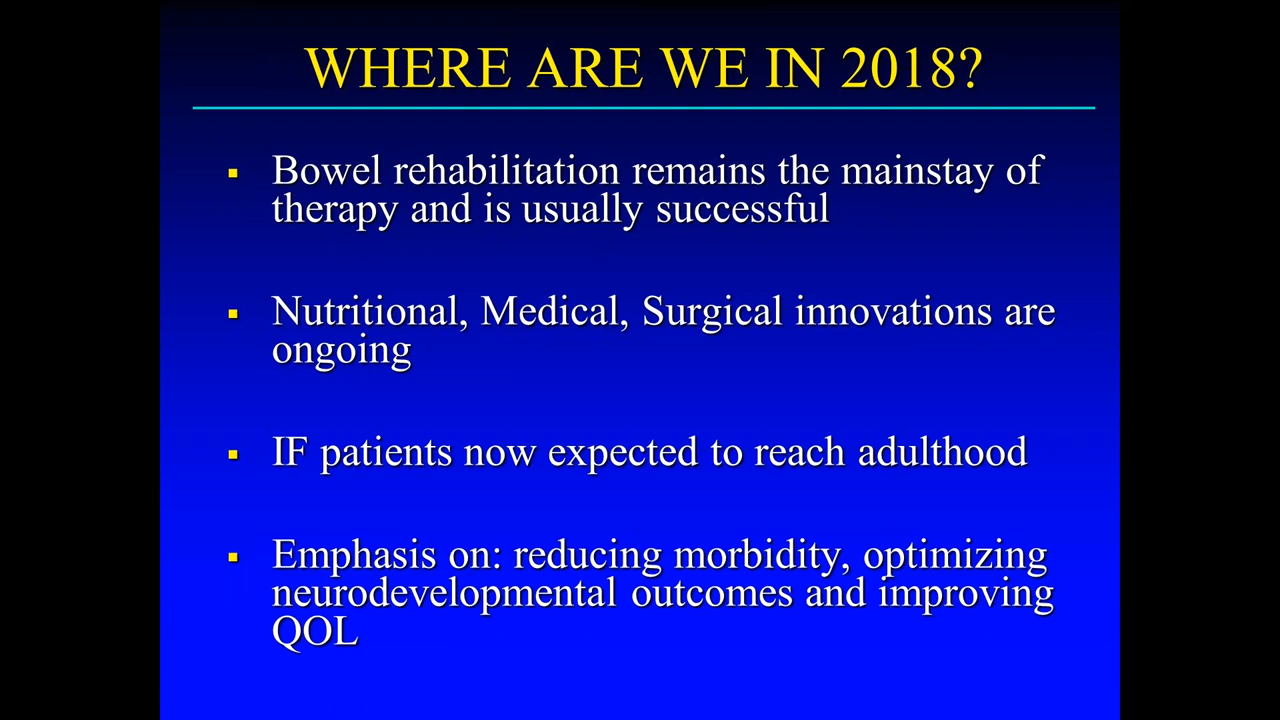 WHERE ARE WE IN 2018?
Bowel rehabilitation remains the mainstay of
therapy and is usually successful
Nutritional, Medical, Surgical innovations are
ongoing
IF patients now expected to reach adulthood
Emphasis on: reducing morbidity, optimizing
neurodevelopmental outcomes and improving
QOL